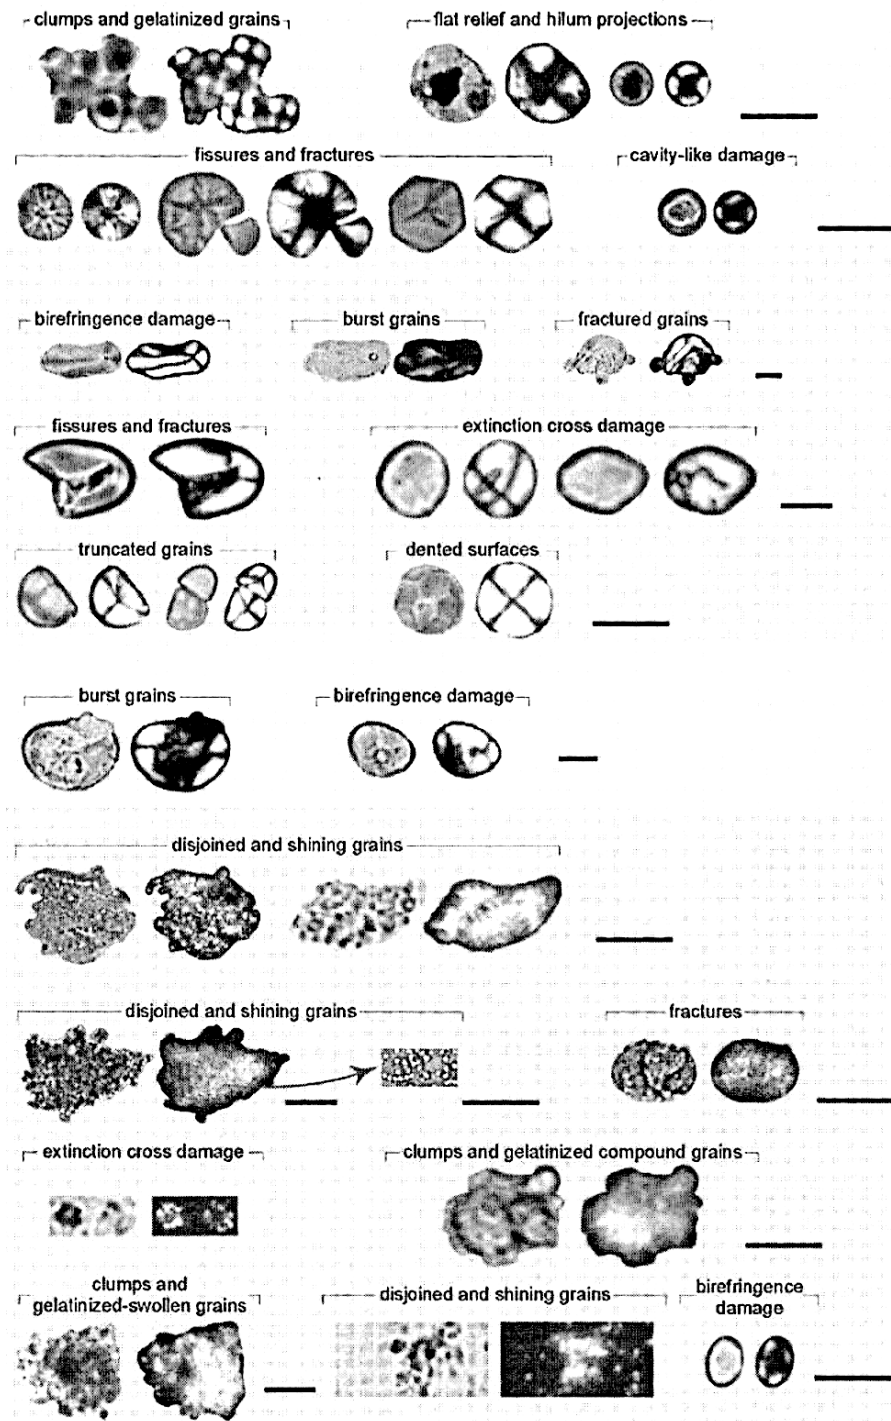 clumps and gelatinized grains
flat relief and hilum projections
fissures and fractures
cavity-like damage
birefringence damage
burst grains
fractured grains
fissures and fractures
extinction cross damage
truncated grains
dented surfaces
burst grains
birefringence damage
disjoined and shining grains
disjoined and shining grains
fractures
extinction cross damage
clumps and gelatinized compound grains
clumps and
gelatinized-swollen grains
disjoined and shining grains
birefringence
damage